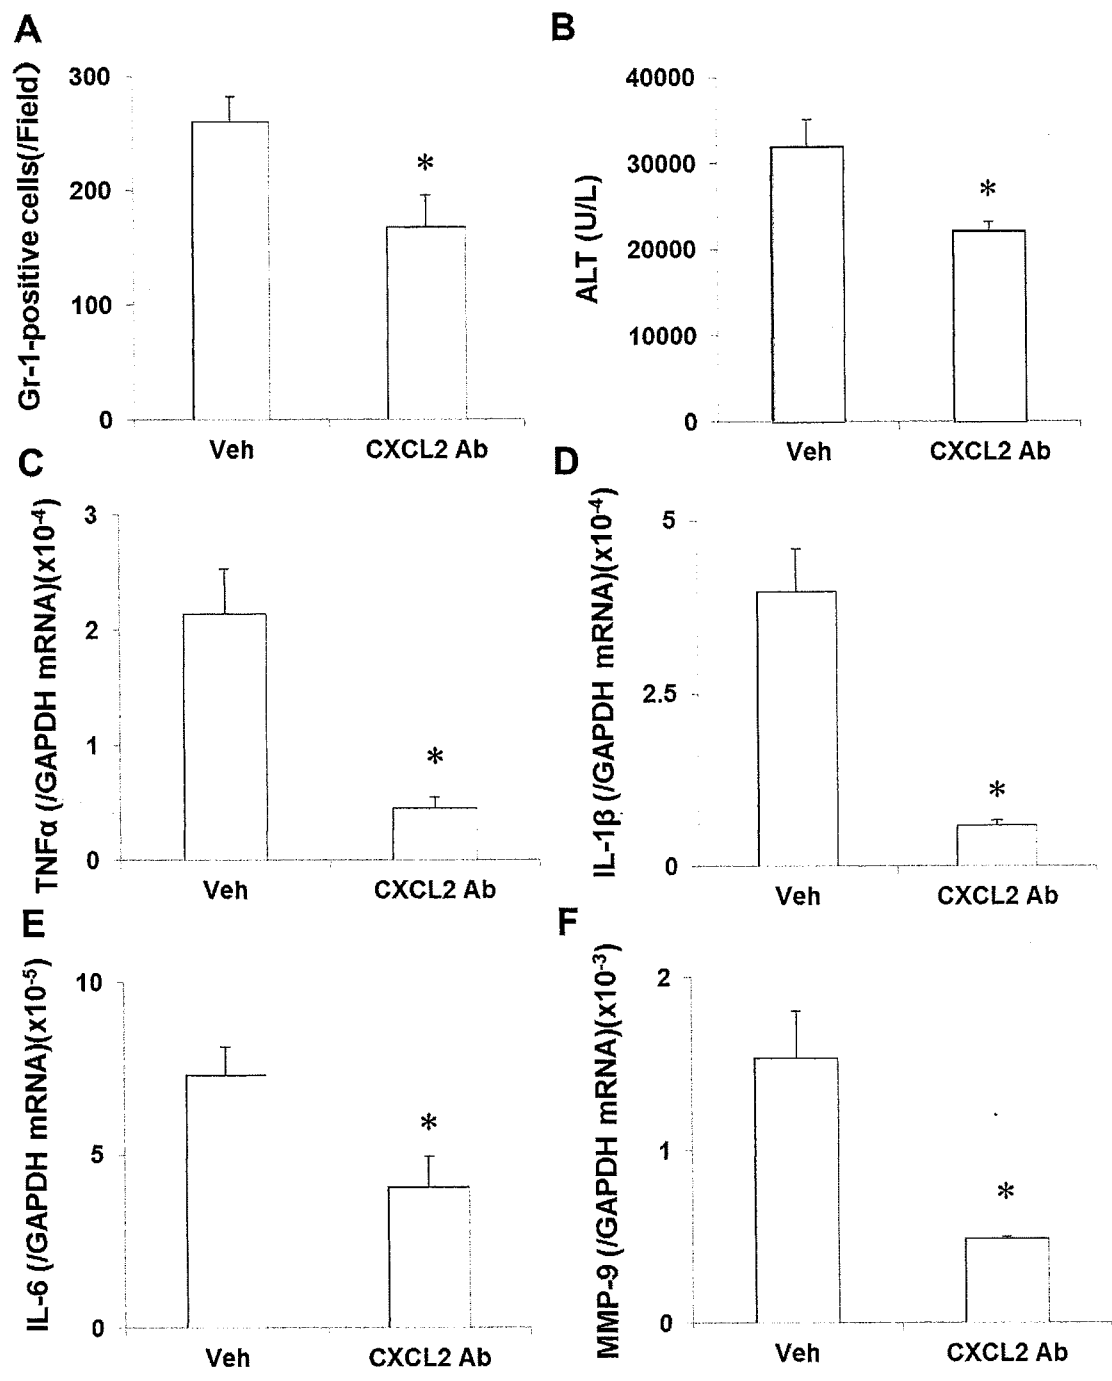 A
Gr-1-positive cells(/Field)
300
200
100
0
Veh
CXCL2 Ab
*
B
ALT (U/L)
40000
30000
20000
10000
0
Veh
CXCL2 Ab
*
C
TNFα (/GAPDH mRNA)(x10⁻⁴)
3
2
1
0
Veh
CXCL2 Ab
*
D
IL-1β (/GAPDH mRNA)(x10⁻⁴)
5
2.5
0
Veh
CXCL2 Ab
*
E
IL-6 (/GAPDH mRNA)(x10⁻⁵)
10
5
0
Veh
CXCL2 Ab
*
F
MMP-9 (/GAPDH mRNA)(x10⁻³)
2
1
0
Veh
CXCL2 Ab
*